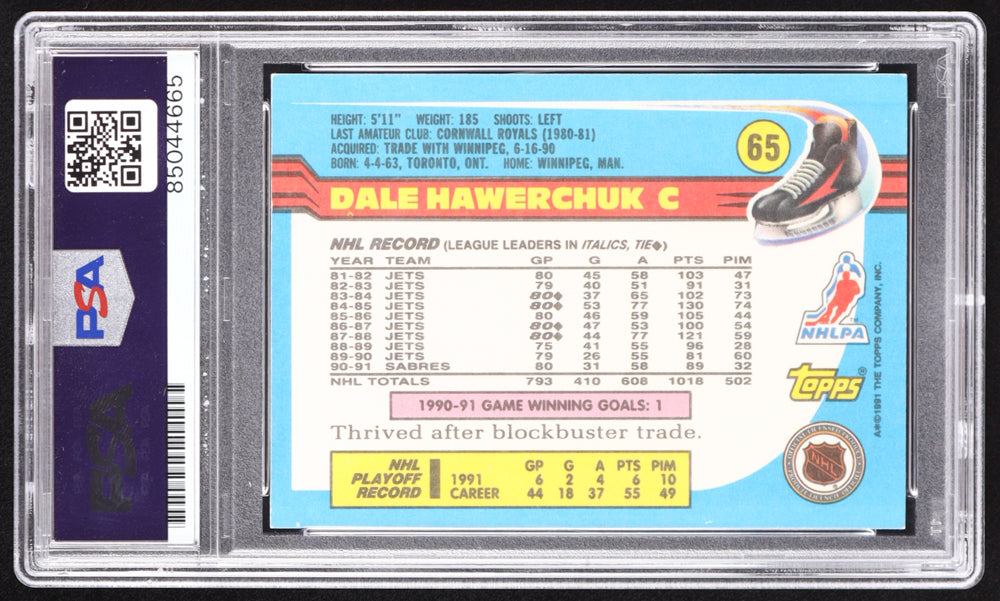 PSA
85044665
PSA
HEIGHT: 5'11" WEIGHT: 185 SHOOTS: LEFT
LAST AMATEUR CLUB: CORNWALL ROYALS (1980-81)
ACQUIRED: TRADE WITH WINNIPEG, 6-16-90
BORN: 4-4-63, TORONTO, ONT. HOME: WINNIPEG, MAN.
65
DALE HAWERCHUK C
NHL RECORD (LEAGUE LEADERS IN ITALICS, TIE◆)
YEAR TEAM GP G A PTS PIM
81-82 JETS 80 45 58 103 47
82-83 JETS 79 40 51 91 31
83-84 JETS 80◆ 37 65 102 73
84-85 JETS 80◆ 53 77 130 74
85-86 JETS 80 46 59 105 44
86-87 JETS 80◆ 47 53 100 54
87-88 JETS 80◆ 44 77 121 59
88-89 JETS 75 41 55 96 28
89-90 JETS 79 26 55 81 60
90-91 SABRES 80 31 58 89 32
NHL TOTALS 793 410 608 1018 502
1990-91 GAME WINNING GOALS: 1
Thrived after blockbuster trade.
NHL PLAYOFF RECORD
GP G A PTS PIM
1991 6 2 4 6 10
CAREER 44 18 37 55 49
NHLPA
TM
TOPPS®
NHL
A✻©1991 THE TOPPS COMPANY, INC.